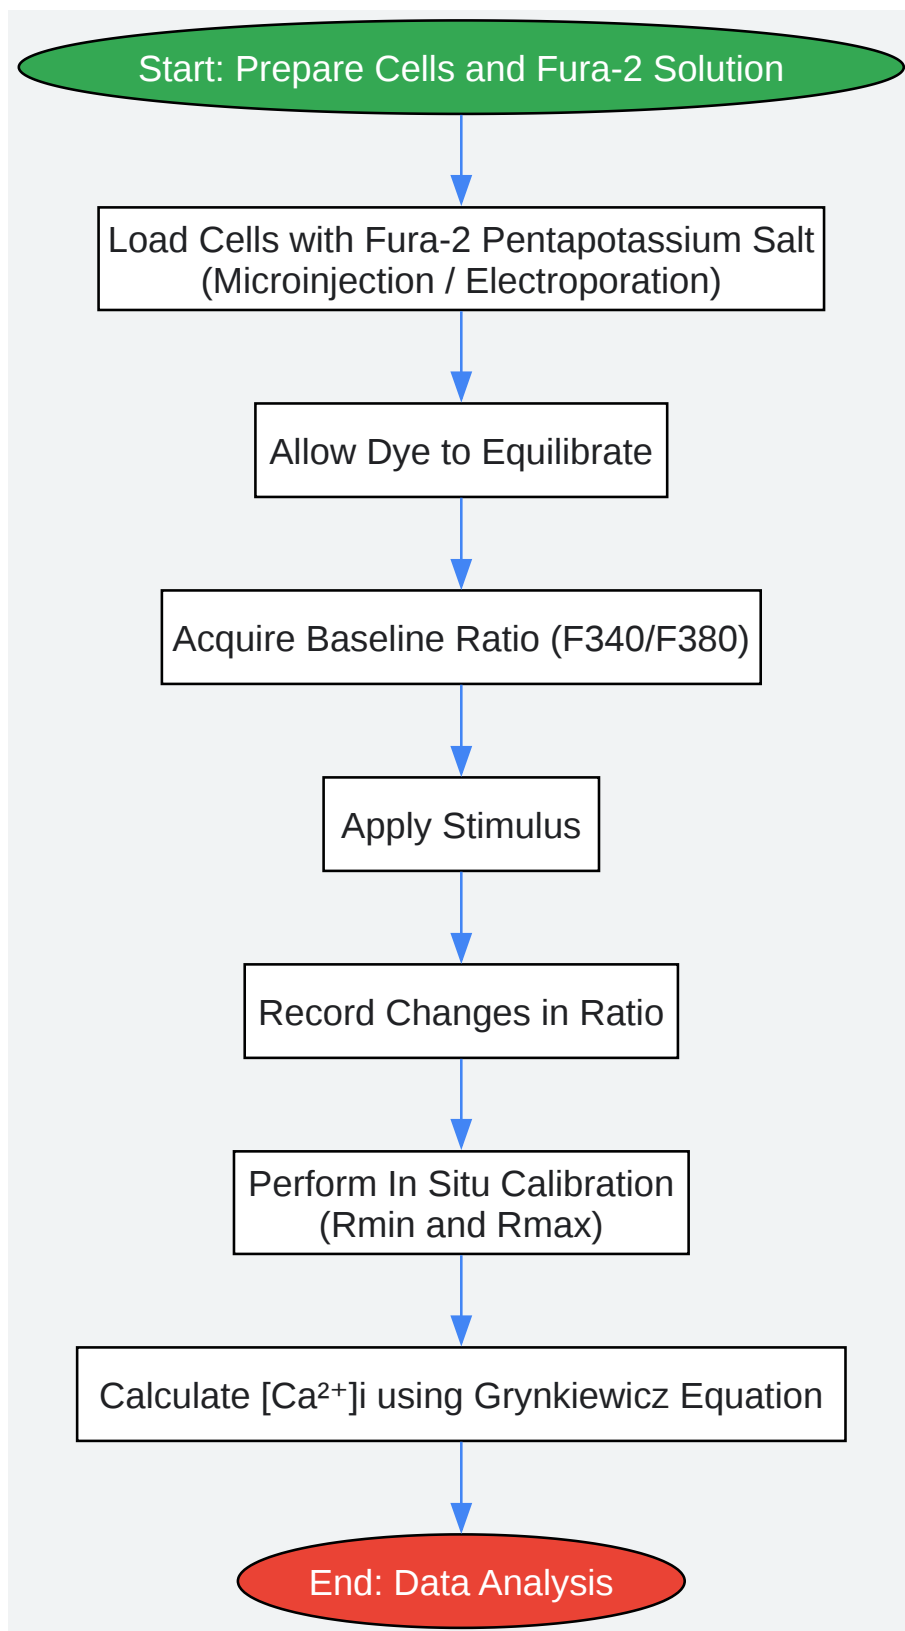 Start: Prepare Cells and Fura-2 Solution
Load Cells with Fura-2 Pentapotassium Salt
(Microinjection / Electroporation)
Allow Dye to Equilibrate
Acquire Baseline Ratio (F340/F380)
Apply Stimulus
Record Changes in Ratio
Perform In Situ Calibration
(Rmin and Rmax)
Calculate [Ca²⁺]i using Grynkiewicz Equation
End: Data Analysis